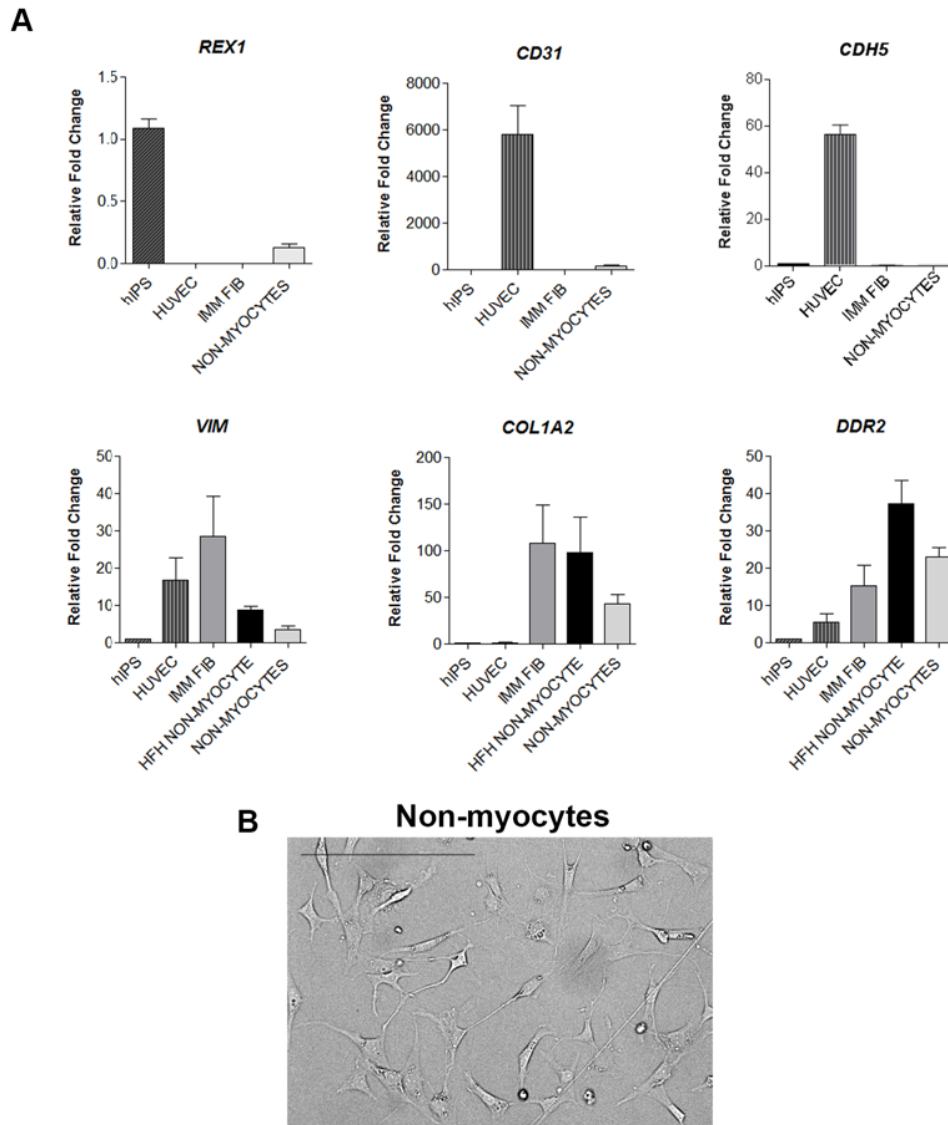 A
REX1
Relative Fold Change
1.5
1.0
0.5
0.0
hIPS
HUVEC
IMM FIB
NON-MYOCYTES
CD31
Relative Fold Change
8000
6000
4000
2000
0
hIPS
HUVEC
IMM FIB
NON-MYOCYTES
CDH5
Relative Fold Change
80
60
40
20
0
hIPS
HUVEC
IMM FIB
NON-MYOCYTES
VIM
Relative Fold Change
50
40
30
20
10
0
hIPS
HUVEC
IMM FIB
HFH NON-MYOCYTE
NON-MYOCYTES
COL1A2
Relative Fold Change
200
150
100
50
0
hIPS
HUVEC
IMM FIB
HFH NON-MYOCYTE
NON-MYOCYTES
DDR2
Relative Fold Change
50
40
30
20
10
0
hIPS
HUVEC
IMM FIB
HFH NON-MYOCYTE
NON-MYOCYTES
B
Non-myocytes